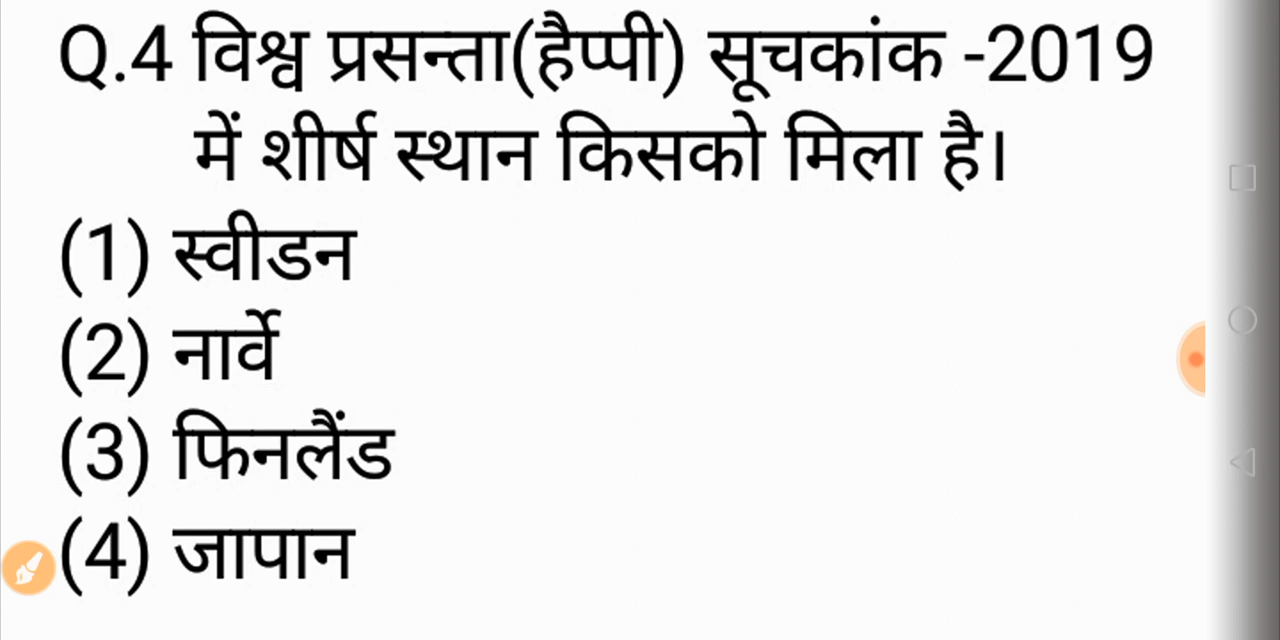 Q.4 विश्व प्रसन्ता(हैप्पी) सूचकांक -2019
में शीर्ष स्थान किसको मिला है।
(1) स्वीडन
(2) नार्वे
(3) फिनलैंड
(4) जापान